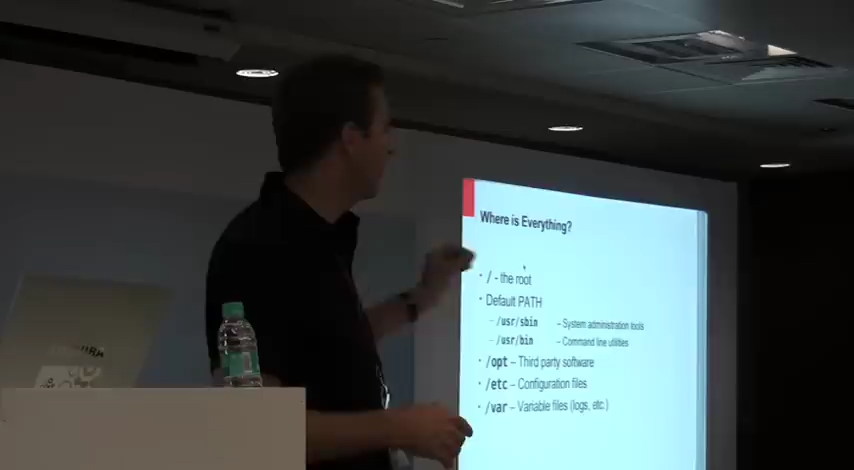 Where is Everything?
· / - the root
· Default PATH
– /usr/sbin – System administration tools
– /usr/bin – Command line utilities
· /opt – Third party software
· /etc – Configuration files
· /var – Variable files (logs, etc.)